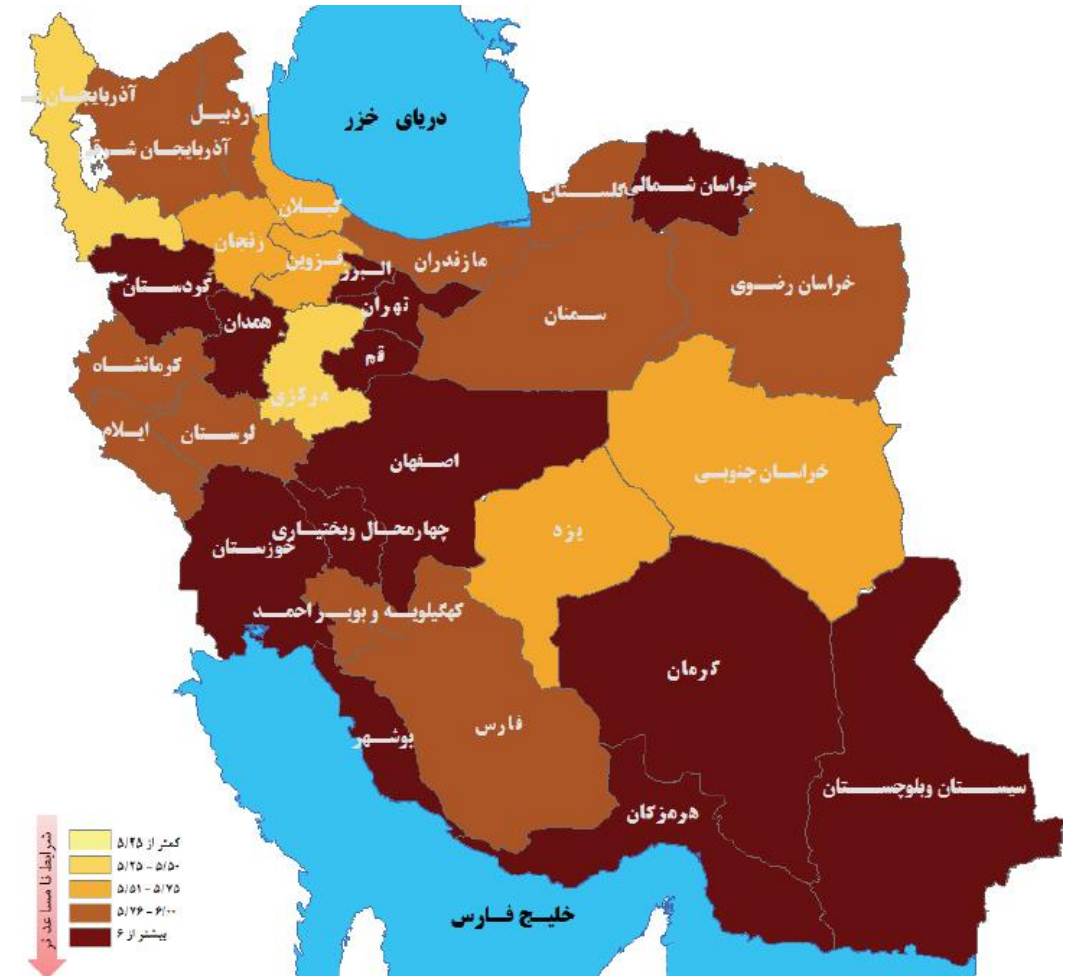 دریای خزر
آذربایجان غ
اردبیل
آذربایجان شرقی
گیلان
زنجان
قزوین
البرز
مازندران
گلستان
خراسان شمالی
خراسان رضوی
سمنان
تهران
قم
کردستان
همدان
کرمانشاه
مرکزی
ایلام
لرستان
اصفهان
خراسان جنوبی
یزد
چهارمحال وبختیاری
خوزستان
کهگیلویه و بویر احمد
کرمان
فارس
بوشهر
هرمزگان
سیستان وبلوچستان
خلیج فارس
شرایط نا مساعد تر
کمتر از ۵/۲۵
۵/۲۵ - ۵/۵۰
۵/۵۱ - ۵/۷۵
۵/۷۶ - ۶/۰۰
بیشتر از ۶